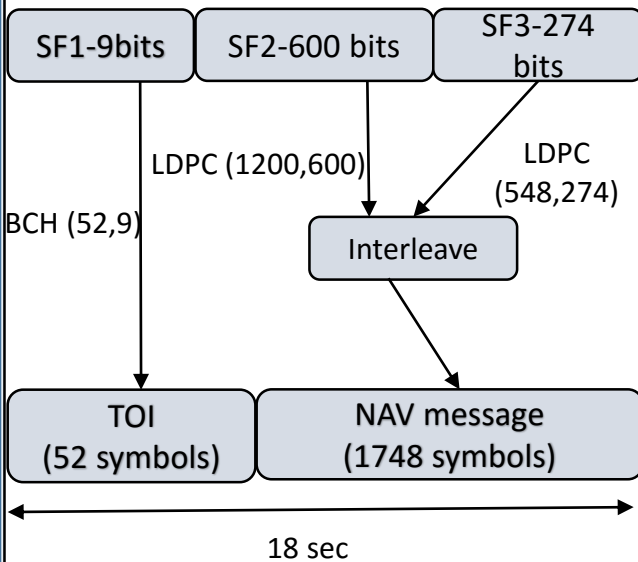 SF1-9bits
SF2-600 bits
SF3-274
bits
LDPC (1200,600)
LDPC
(548,274)
BCH (52,9)
Interleave
TOI
(52 symbols)
NAV message
(1748 symbols)
18 sec